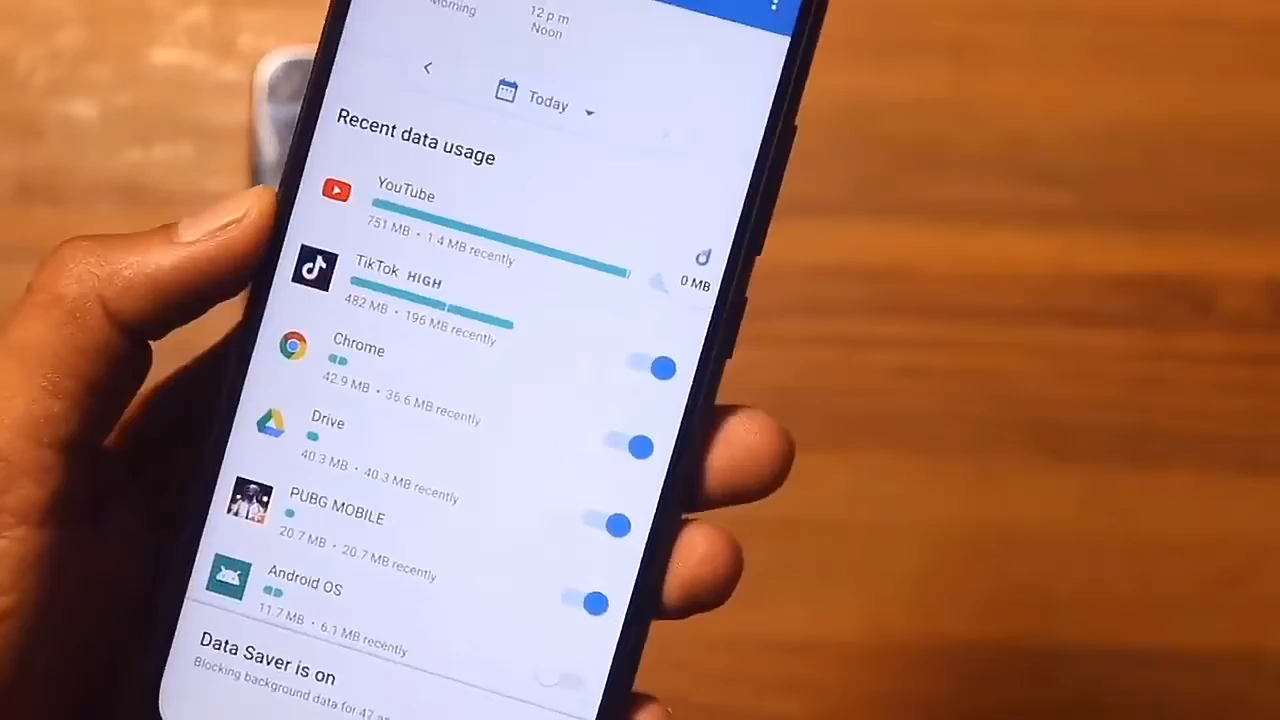 Morning
12 p m
Noon
Today
Recent data usage
YouTube
751 MB • 1.4 MB recently
0 MB
TikTok HIGH
482 MB • 196 MB recently
Chrome
42.9 MB • 36.6 MB recently
Drive
40.3 MB • 40.3 MB recently
PUBG MOBILE
20.7 MB • 20.7 MB recently
Android OS
11.7 MB • 6.1 MB recently
Data Saver is on
Blocking background data for 47